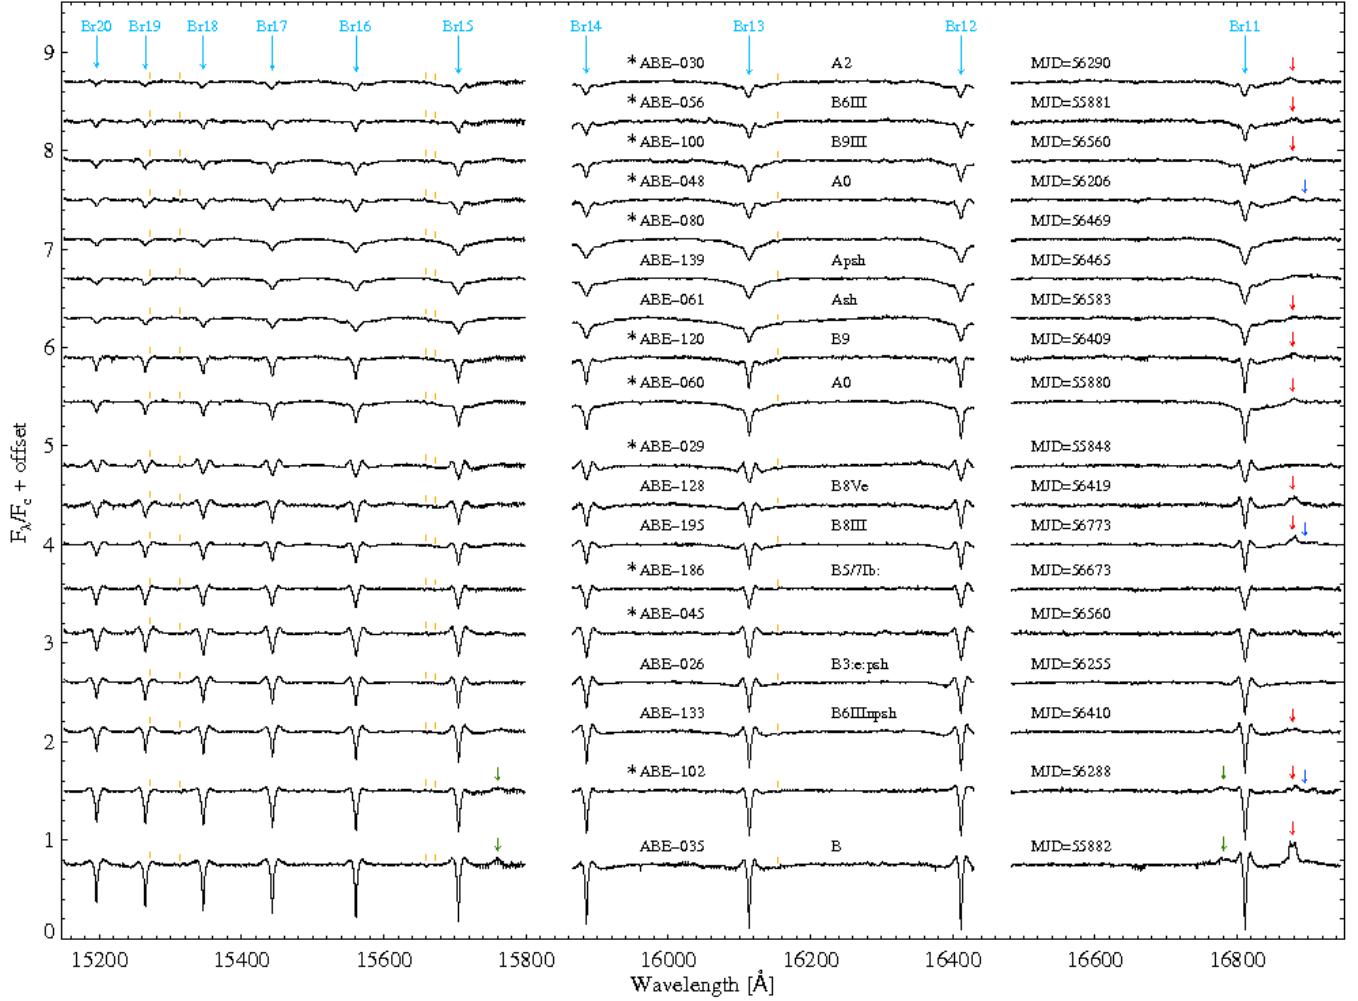 Br20 Br19 Br18 Br17 Br16 Br15 Br14 Br13 Br12 Br11
9
*ABE-030 A2 MJD=56290
*ABE-056 B6III MJD=55881
8
*ABE-100 B9III MJD=56560
*ABE-048 A0 MJD=56206
*ABE-080 MJD=56469
7
ABE-139 Apsh MJD=56465
ABE-061 Ash MJD=56583
6
*ABE-120 B9 MJD=56409
*ABE-060 A0 MJD=55880
5
*ABE-029 MJD=55848
ABE-128 B8Ve MJD=56419
ABE-195 B8III MJD=56773
4
*ABE-186 B5/7Ib: MJD=56673
*ABE-045 MJD=56560
3
ABE-026 B3:e:psh MJD=56255
ABE-133 B6IIInpsh MJD=56410
2
*ABE-102 MJD=56288
1
ABE-035 B MJD=55882
0
Fλ/Fc + offset
15200 15400 15600 15800 16000 16200 16400 16600 16800
Wavelength [Å]